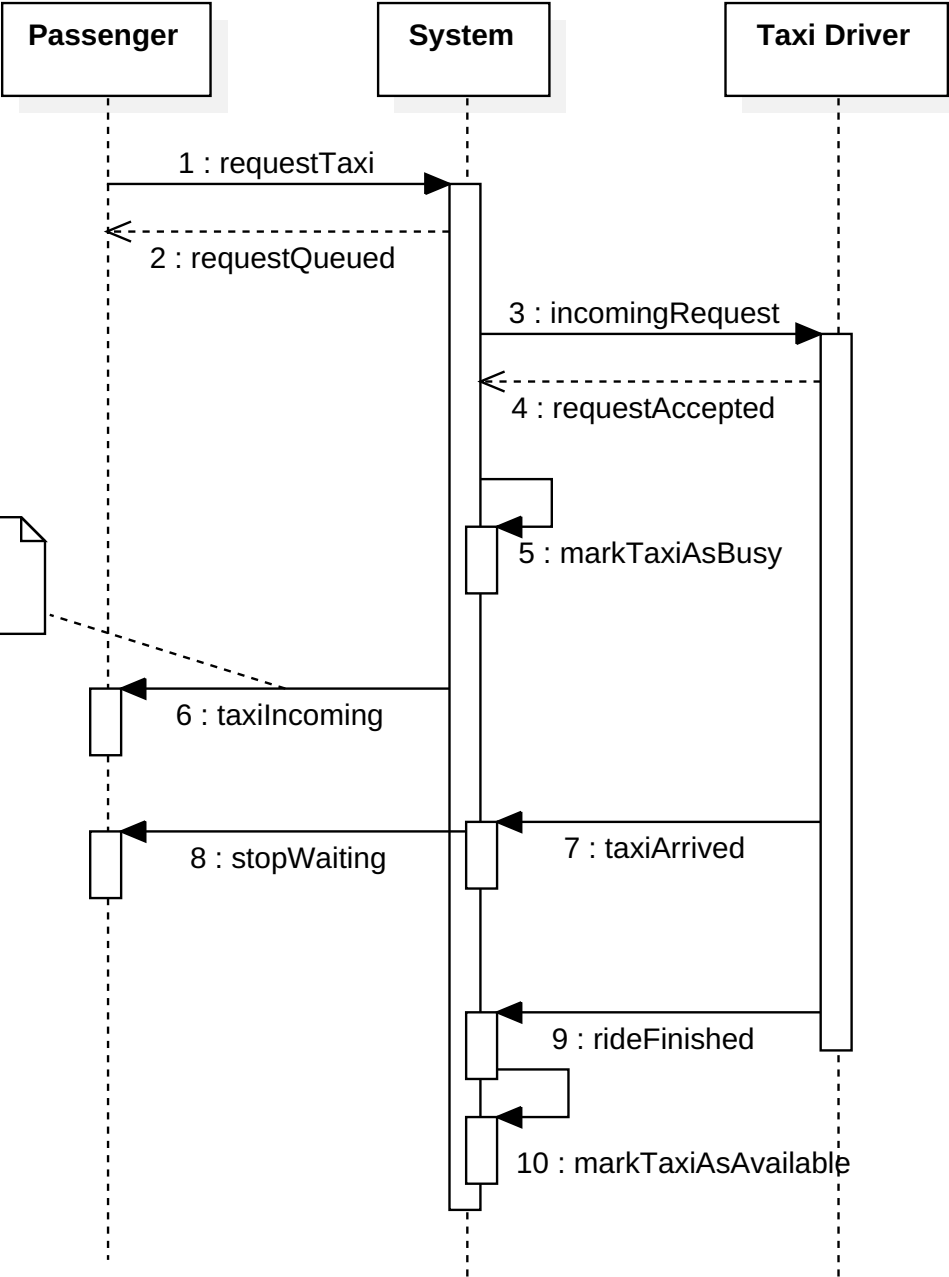 Passenger
System
Taxi Driver
1 : requestTaxi
2 : requestQueued
3 : incomingRequest
4 : requestAccepted
5 : markTaxiAsBusy
6 : taxiIncoming
7 : taxiArrived
8 : stopWaiting
9 : rideFinished
10 : markTaxiAsAvailable